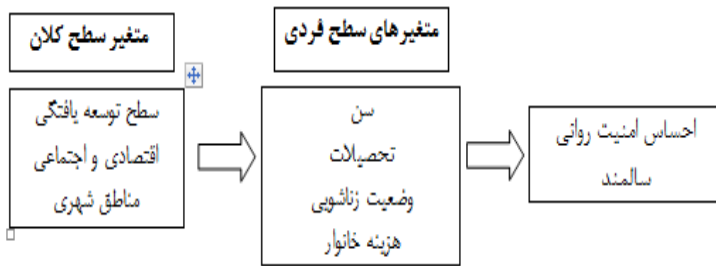 متغیر سطح کلان
متغیرهای سطح فردی
سطح توسعه یافتگی
اقتصادی و اجتماعی
مناطق شهری
سن
تحصیلات
وضعیت زناشویی
هزینه خانوار
احساس امنیت روانی
سالمند